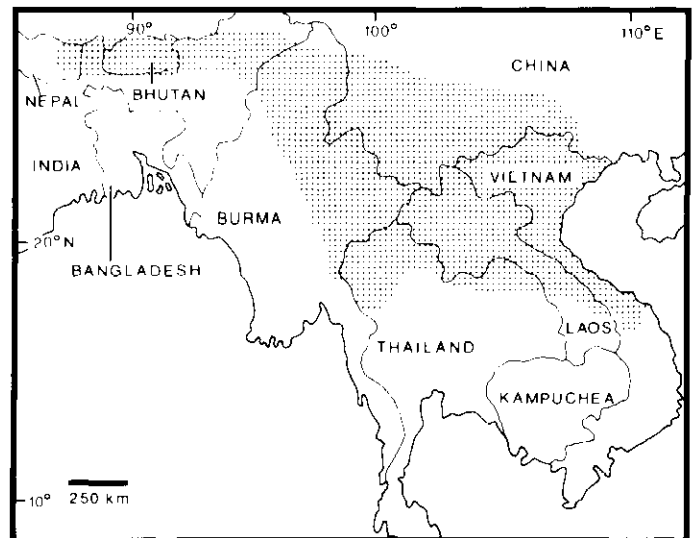 90°
100°
110°E
CHINA
NEPAL
BHUTAN
INDIA
VIETNAM
BURMA
20°N
BANGLADESH
LAOS
THAILAND
KAMPUCHEA
10°
250 km